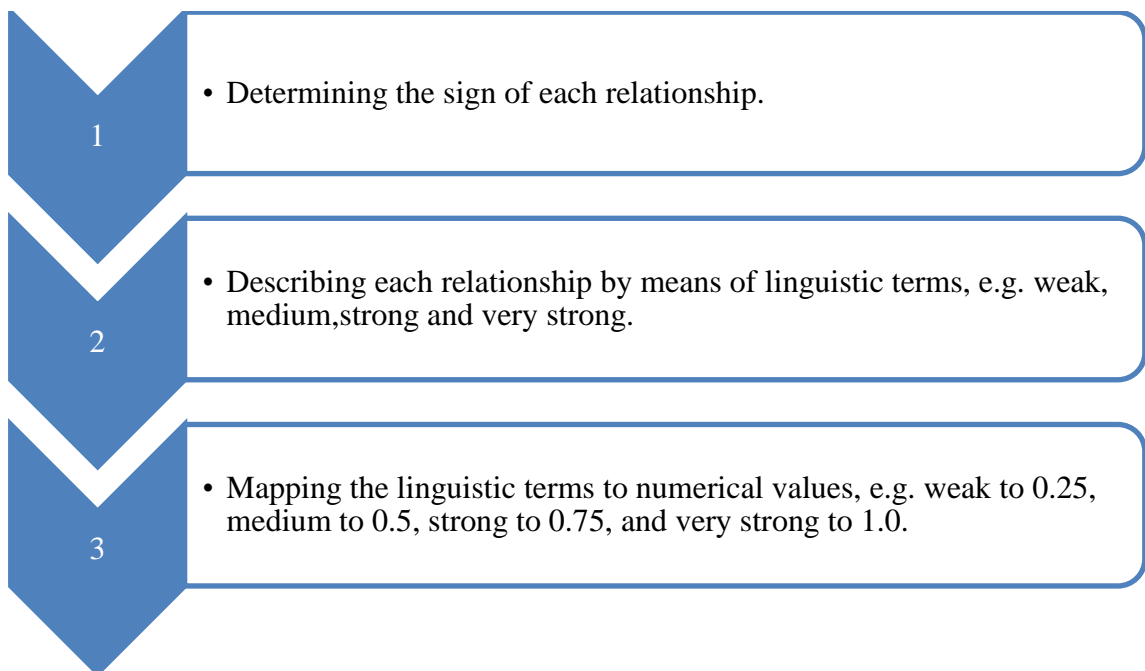 1
• Determining the sign of each relationship.
2
• Describing each relationship by means of linguistic terms, e.g. weak,
medium,strong and very strong.
3
• Mapping the linguistic terms to numerical values, e.g. weak to 0.25,
medium to 0.5, strong to 0.75, and very strong to 1.0.